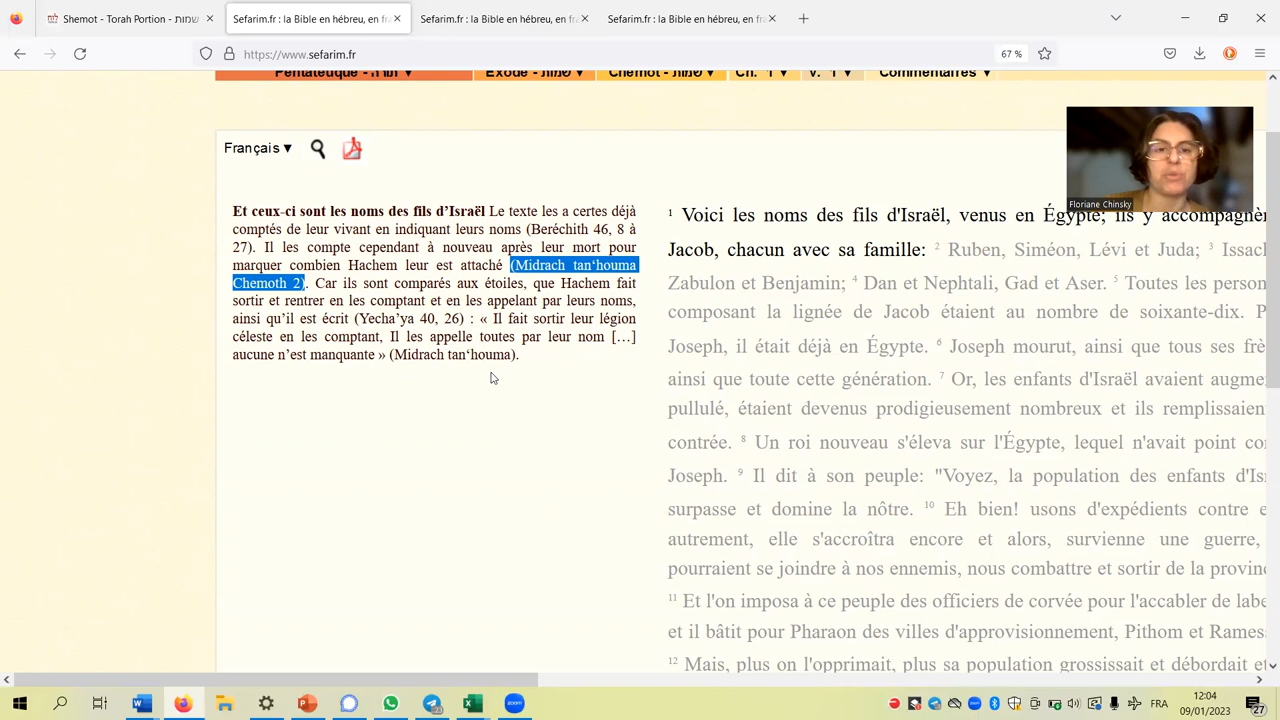 Shemot - Torah Portion - שמות
Sefarim.fr : la Bible en hébreu, en fra
Sefarim.fr : la Bible en hébreu, en fra
Sefarim.fr : la Bible en hébreu, en fra
https://www.sefarim.fr
67 %
Pentateuque - תורה ▼ Exode - שמות ▼ Chemot - שמות ▼ Ch. ▼ V. ▼ Commentaires ▼
Français ▼
Floriane Chinsky
Et ceux-ci sont les noms des fils d’Israël Le texte les a certes déjà
comptés de leur vivant en indiquant leurs noms (Beréchith 46, 8 à
27). Il les compte cependant à nouveau après leur mort pour
marquer combien Hachem leur est attaché (Midrach tan‘houma
Chemoth 2). Car ils sont comparés aux étoiles, que Hachem fait
sortir et rentrer en les comptant et en les appelant par leurs noms,
ainsi qu’il est écrit (Yecha’ya 40, 26) : « Il fait sortir leur légion
céleste en les comptant, Il les appelle toutes par leur nom […]
aucune n’est manquante » (Midrach tan‘houma).
1 Voici les noms des fils d'Israël, venus en Égypte; ils y
Jacob, chacun avec sa famille: 2 Ruben, Siméon, Lévi et Juda; 3
Zabulon et Benjamin; 4 Dan et Nephtali, Gad et Aser. 5 Toutes les
composant la lignée de Jacob étaient au nombre de soixante-dix.
Joseph, il était déjà en Égypte. 6 Joseph mourut, ainsi que tous ses
ainsi que toute cette génération. 7 Or, les enfants d'Israël avaient
pullulé, étaient devenus prodigieusement nombreux et ils
contrée. 8 Un roi nouveau s'éleva sur l'Égypte, lequel n'avait point
Joseph. 9 Il dit à son peuple: "Voyez, la population des enfants
surpasse et domine la nôtre. 10 Eh bien! usons d'expédients contre
autrement, elle s'accroîtra encore et alors, survienne une guerre,
pourraient se joindre à nos ennemis, nous combattre et sortir de la
11 Et l'on imposa à ce peuple des officiers de corvée pour l'accabler de
et il bâtit pour Pharaon des villes d'approvisionnement, Pithom et
12 Mais, plus on l'opprimait, plus sa population grossissait et débordait et
FRA
12:04
09/01/2023
27